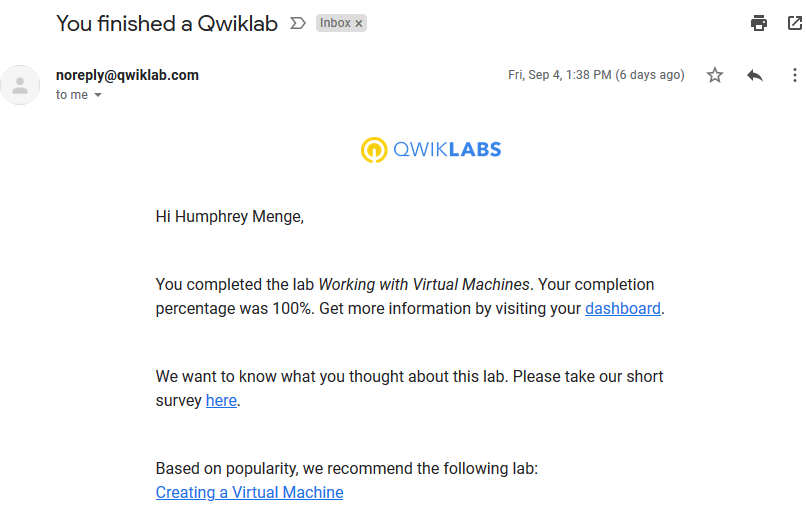 You finished a Qwiklab Inbox ×
noreply@qwiklab.com Fri, Sep 4, 1:38 PM (6 days ago)
to me
QWIKLABS
Hi Humphrey Menge,
You completed the lab Working with Virtual Machines. Your completion
percentage was 100%. Get more information by visiting your dashboard.
We want to know what you thought about this lab. Please take our short
survey here.
Based on popularity, we recommend the following lab:
Creating a Virtual Machine